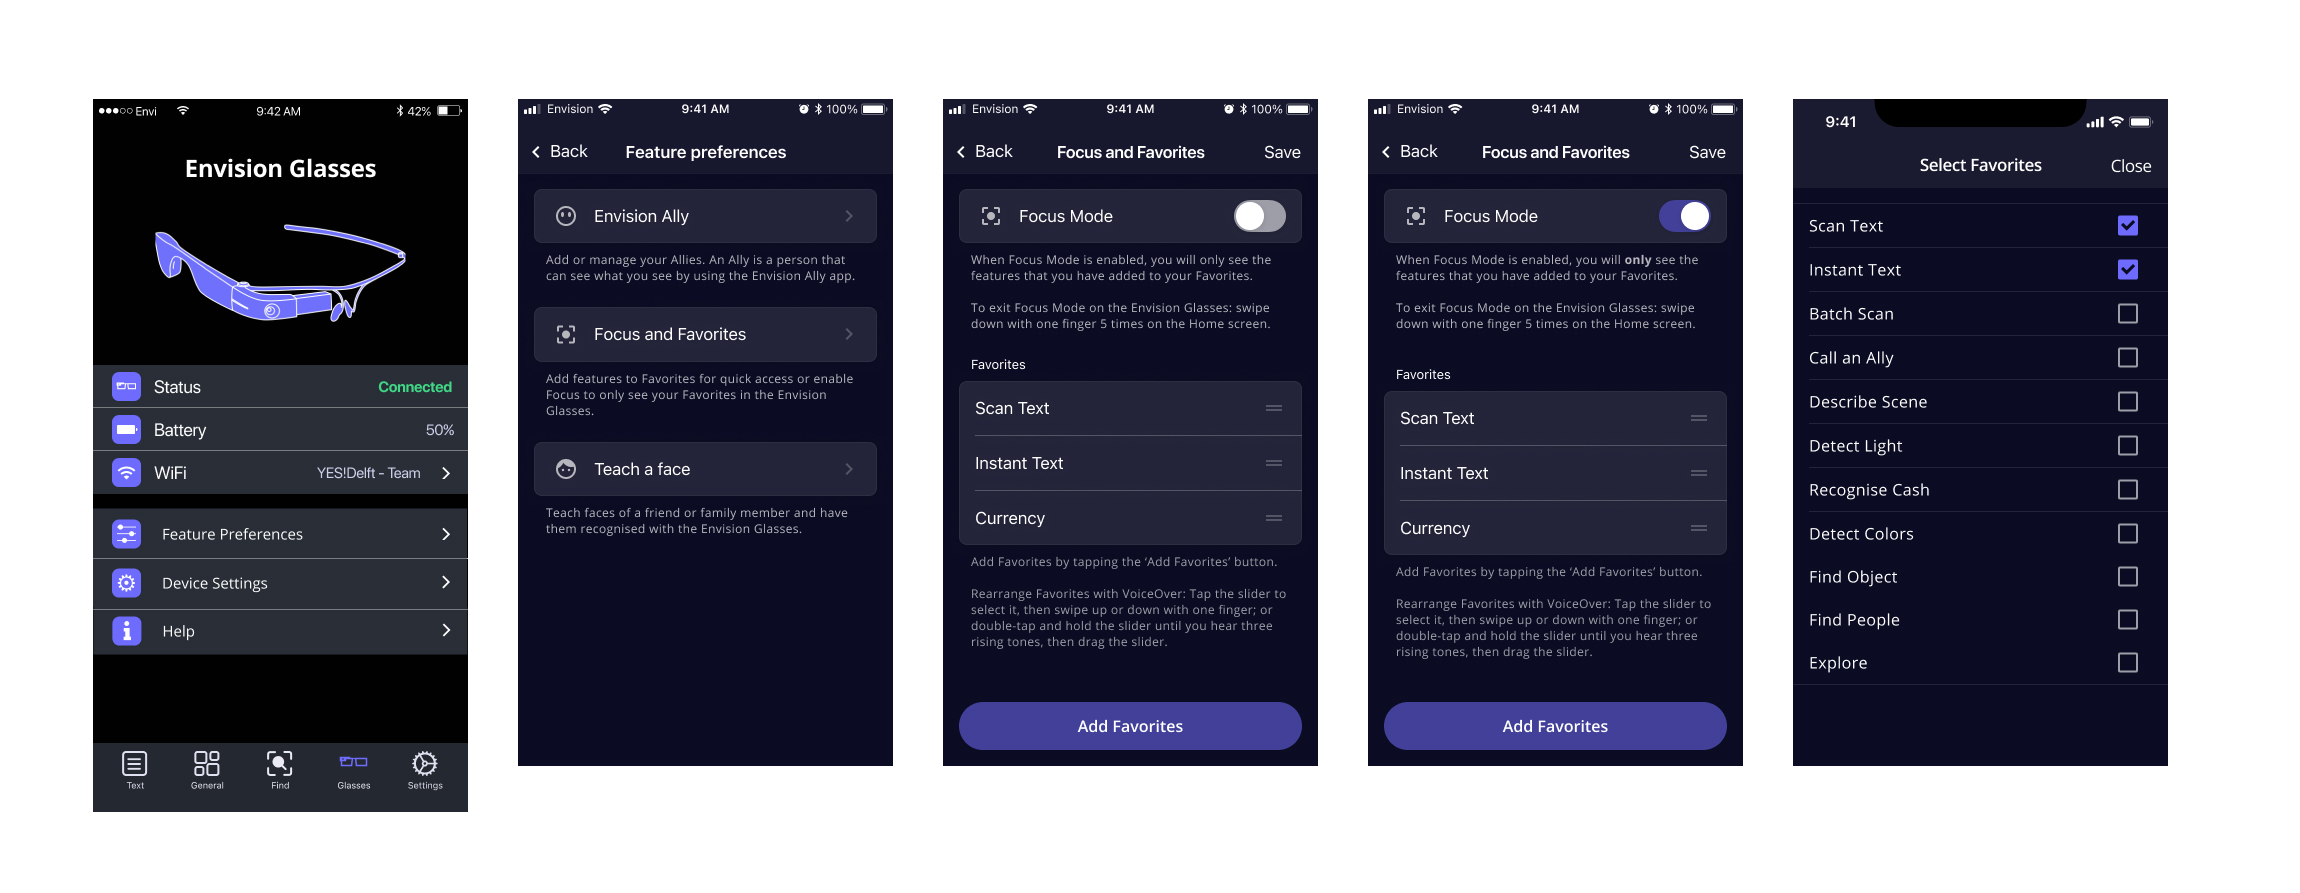 Envi
9:42 AM
42%
Envision Glasses
Status
Connected
Battery
50%
WiFi
YES!Delft - Team
Feature Preferences
Device Settings
Help
Text
General
Find
Glasses
Settings
Envision
9:41 AM
100%
Back
Feature preferences
Envision Ally
Add or manage your Allies. An Ally is a person that
can see what you see by using the Envision Ally app.
Focus and Favorites
Add features to Favorites for quick access or enable
Focus to only see your Favorites in the Envision
Glasses.
Teach a face
Teach faces of a friend or family member and have
them recognised with the Envision Glasses.
Envision
9:41 AM
100%
Back
Focus and Favorites
Save
Focus Mode
When Focus Mode is enabled, you will only see the
features that you have added to your Favorites.
To exit Focus Mode on the Envision Glasses: swipe
down with one finger 5 times on the Home screen.
Favorites
Scan Text
Instant Text
Currency
Add Favorites by tapping the ‘Add Favorites’ button.
Rearrange Favorites with VoiceOver: Tap the slider to
select it, then swipe up or down with one finger; or
double-tap and hold the slider until you hear three
rising tones, then drag the slider.
Add Favorites
Envision
9:41 AM
100%
Back
Focus and Favorites
Save
Focus Mode
When Focus Mode is enabled, you will only see the
features that you have added to your Favorites.
To exit Focus Mode on the Envision Glasses: swipe
down with one finger 5 times on the Home screen.
Favorites
Scan Text
Instant Text
Currency
Add Favorites by tapping the ‘Add Favorites’ button.
Rearrange Favorites with VoiceOver: Tap the slider to
select it, then swipe up or down with one finger; or
double-tap and hold the slider until you hear three
rising tones, then drag the slider.
Add Favorites
9:41
Select Favorites
Close
Scan Text
Instant Text
Batch Scan
Call an Ally
Describe Scene
Detect Light
Recognise Cash
Detect Colors
Find Object
Find People
Explore